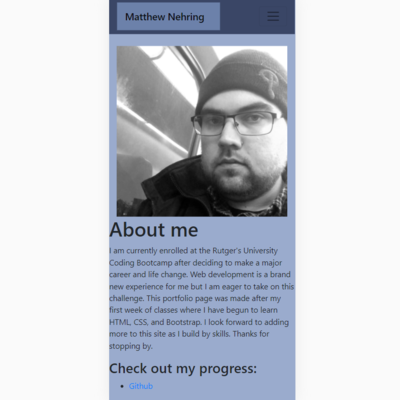 Matthew Nehring
About me
I am currently enrolled at the Rutger's University
Coding Bootcamp after deciding to make a major
career and life change. Web development is a brand
new experience for me but I am eager to take on this
challenge. This portfolio page was made after my
first week of classes where I have begun to learn
HTML, CSS, and Bootstrap. I look forward to adding
more to this site as I build by skills. Thanks for
stopping by.
Check out my progress:
Github